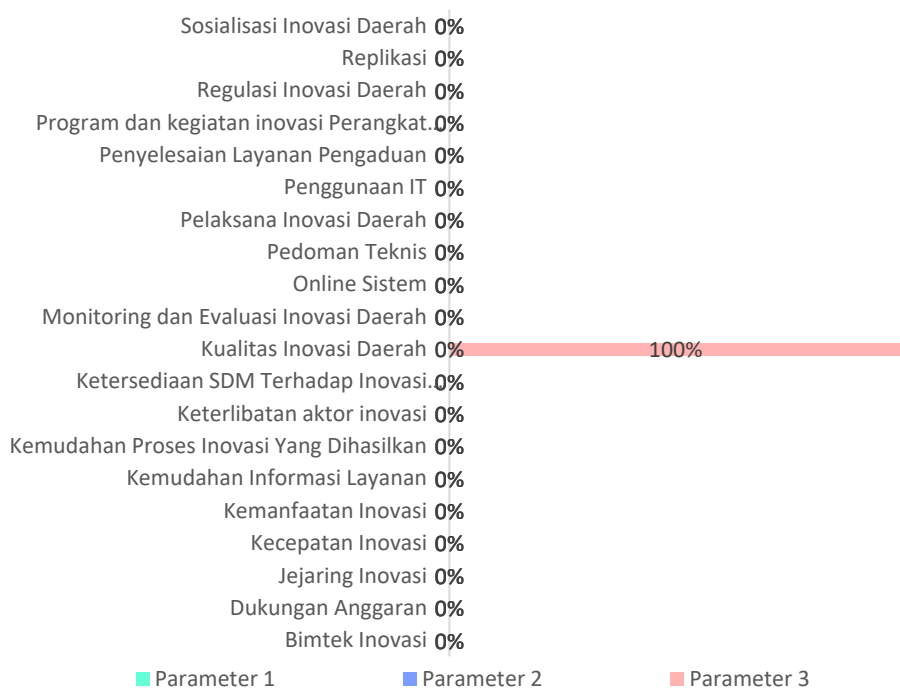 Sosialisasi Inovasi Daerah 0%
Replikasi 0%
Regulasi Inovasi Daerah 0%
Program dan kegiatan inovasi Perangkat.. 0%
Penyelesaian Layanan Pengaduan 0%
Penggunaan IT 0%
Pelaksana Inovasi Daerah 0%
Pedoman Teknis 0%
Online Sistem 0%
Monitoring dan Evaluasi Inovasi Daerah 0%
Kualitas Inovasi Daerah 0% 100%
Ketersediaan SDM Terhadap Inovasi.. 0%
Keterlibatan aktor inovasi 0%
Kemudahan Proses Inovasi Yang Dihasilkan 0%
Kemudahan Informasi Layanan 0%
Kemanfaatan Inovasi 0%
Kecepatan Inovasi 0%
Jejaring Inovasi 0%
Dukungan Anggaran 0%
Bimtek Inovasi 0%
Parameter 1 Parameter 2 Parameter 3